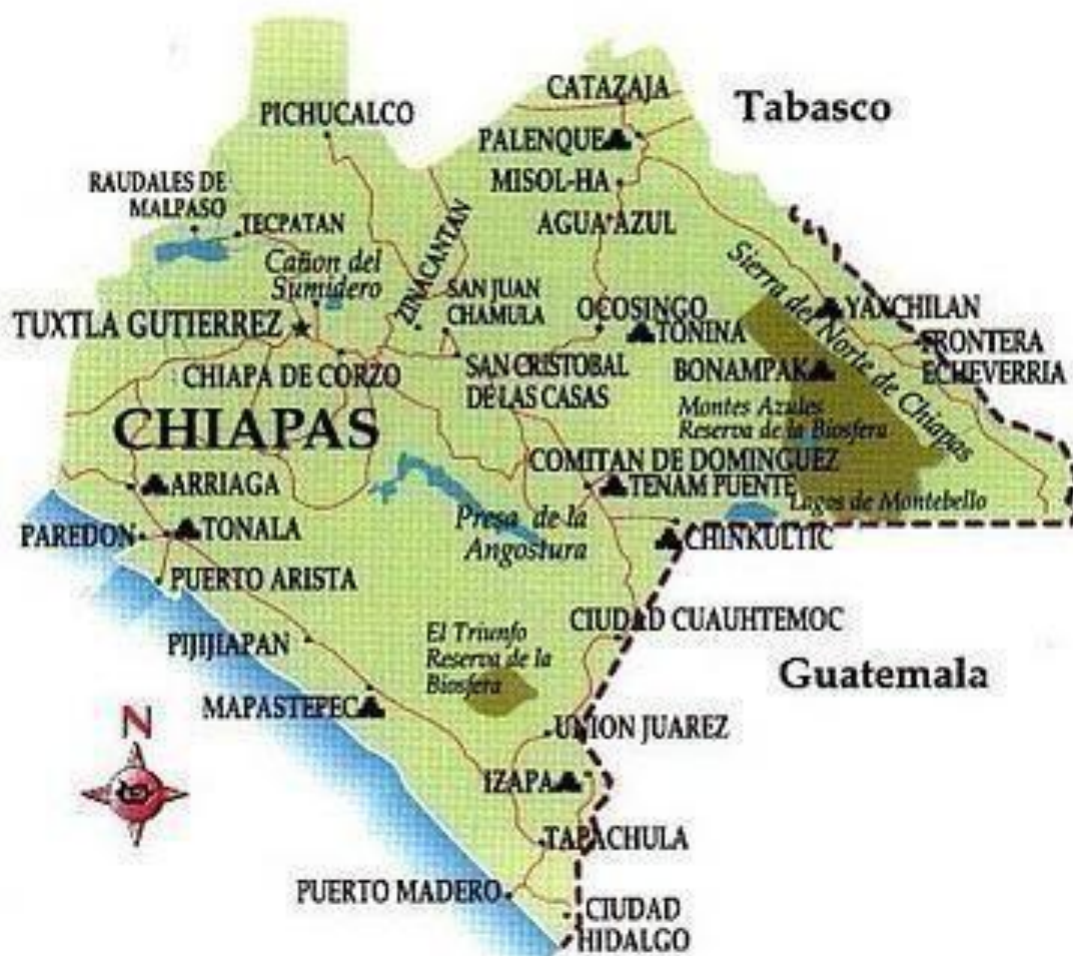 CATAZAJA
Tabasco
PICHUCALCO
PALENQUE
MISOL-HA
RAUDALES DE
MALPASO
TECPATAN
AGUA AZUL
Cañon del
Sumidero
ZINACANTAN
SAN JUAN
CHAMULA
Sierra del Norte de Chiapas
OCOSINGO
YAXCHILAN
TUXTLA GUTIERREZ
TONINA
FRONTERA
ECHEVERRIA
CHIAPA DE CORZO
SAN CRISTOBAL
DE LAS CASAS
BONAMPAK
CHIAPAS
Montes Azules
Reserva de la Biosfera
COMITAN DE DOMINGUEZ
ARRIAGA
TENAM PUENTE
Lagos de Montebello
PAREDON
TONALA
Presa de la
Angostura
CHINKULTIC
PUERTO ARISTA
CIUDAD CUAUHTEMOC
PIJIJIAPAN
El Triunfo
Reserva de la
Biosfera
Guatemala
MAPASTEPEC
N
UNION JUAREZ
IZAPA
TAPACHULA
PUERTO MADERO
CIUDAD
HIDALGO